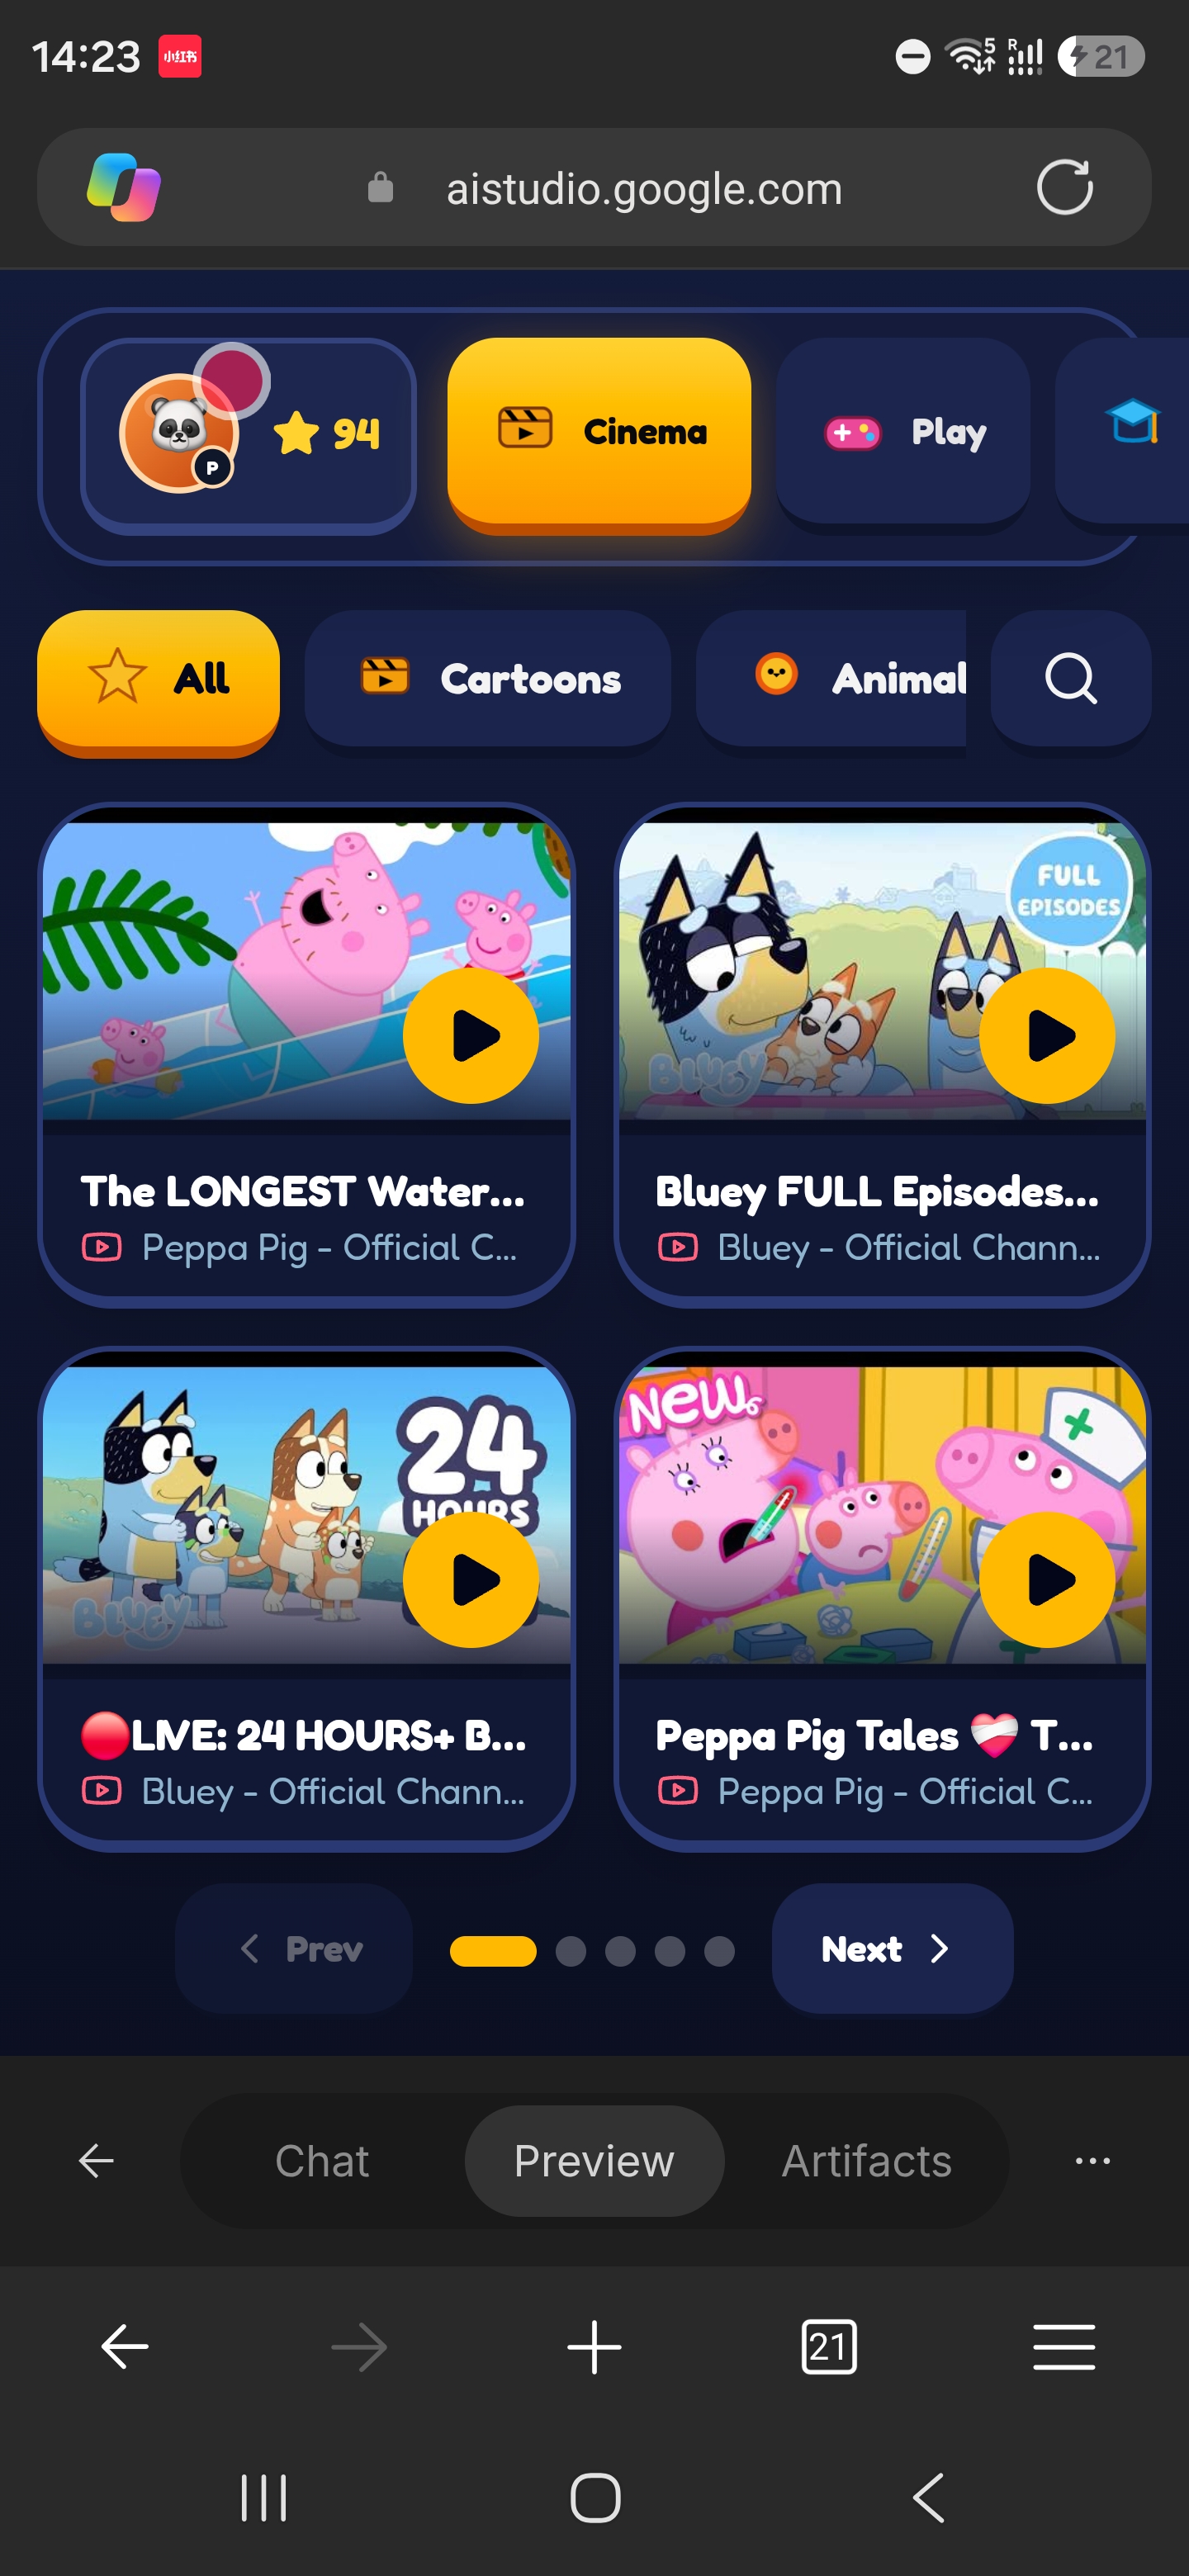 14:23
小红书
5
R
21
aistudio.google.com
P
94
Cinema
Play
All
Cartoons
Animal
FULL
EPISODES
BLUEY
The LONGEST Water...
Bluey FULL Episodes...
Peppa Pig - Official C...
Bluey - Official Chann...
24
HOURS
BLUEY
New
🔴LIVE: 24 HOURS+ B...
Peppa Pig Tales ❤️‍🩹 T...
Bluey - Official Chann...
Peppa Pig - Official C...
Prev
Next
Chat
Preview
Artifacts
21